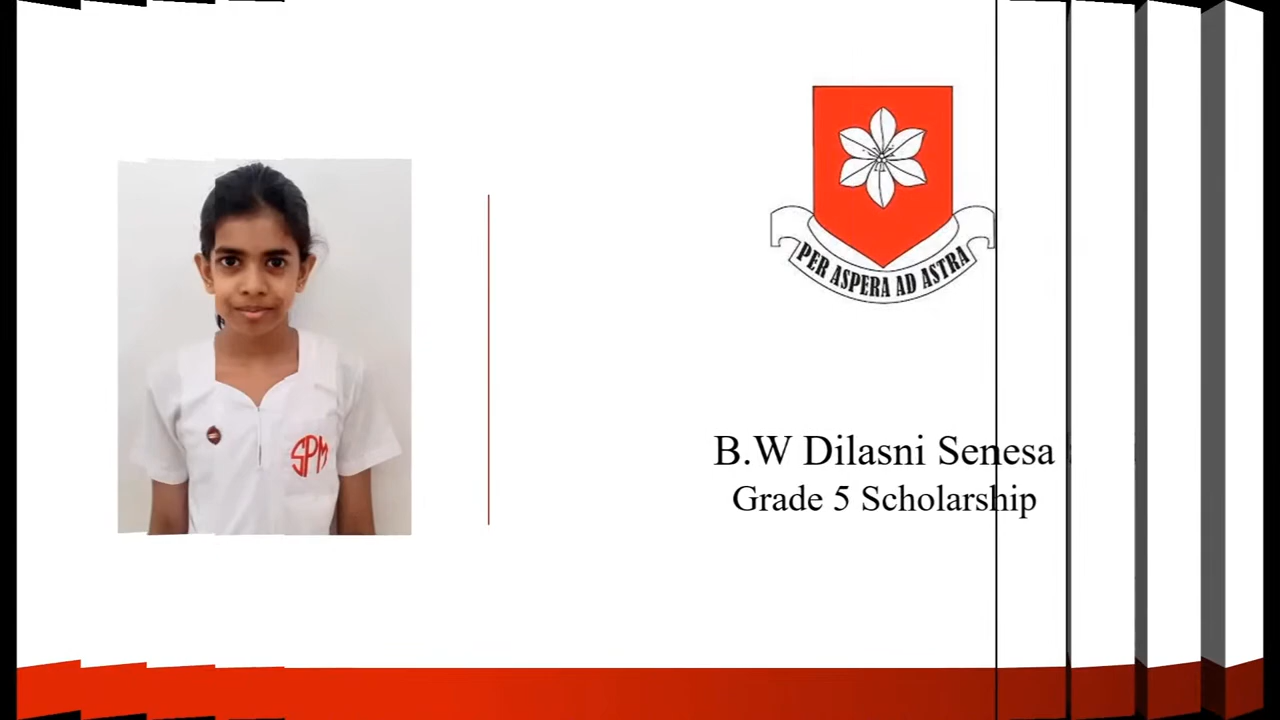 PER ASPERA AD ASTRA
SPM
B.W Dilasni Senesa
Grade 5 Scholarship